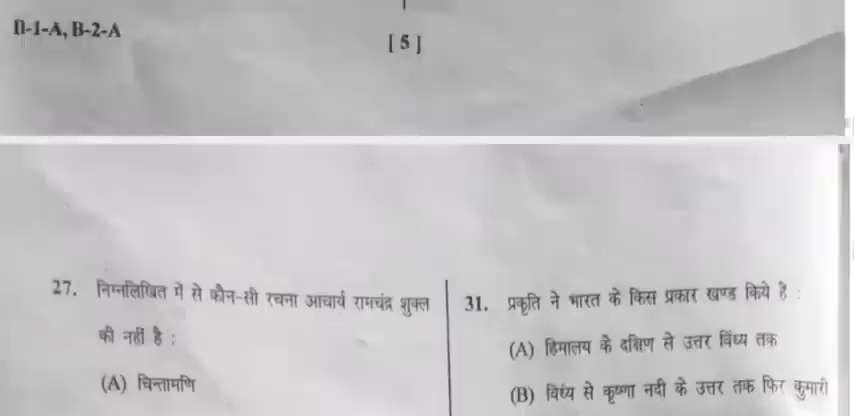 D-1-A, B-2-A
[ 5 ]
27. निम्नलिखित में से कौन-सी रचना आचार्य रामचंद्र शुक्ल
की नहीं है :
(A) चिन्तामणि
31. प्रकृति ने भारत के किस प्रकार खण्ड किये है :
(A) हिमालय के दक्षिण से उत्तर विंध्य तक
(B) विंध्य से कृष्णा नदी के उत्तर तक फिर कुमारी